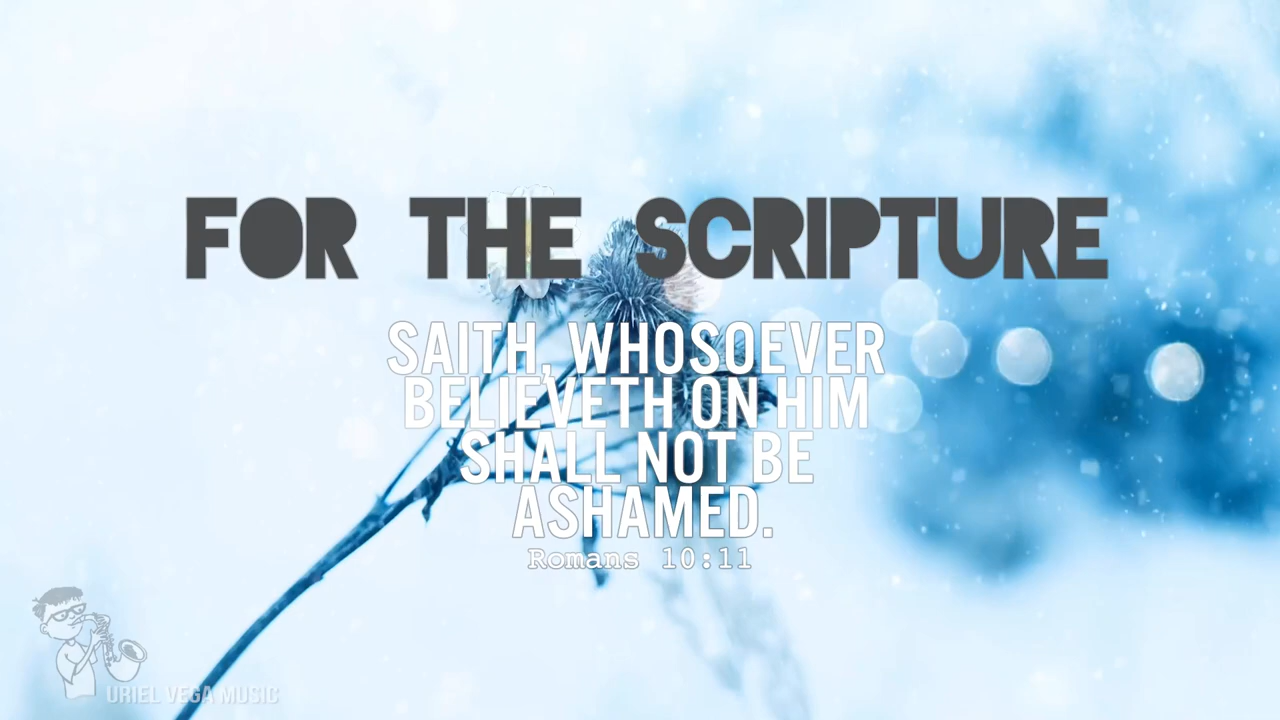 FOR THE SCRIPTURE
SAITH, WHOSOEVER
BELIEVETH ON HIM
SHALL NOT BE
ASHAMED.
Romans 10:11
URIEL VEGA MUSIC